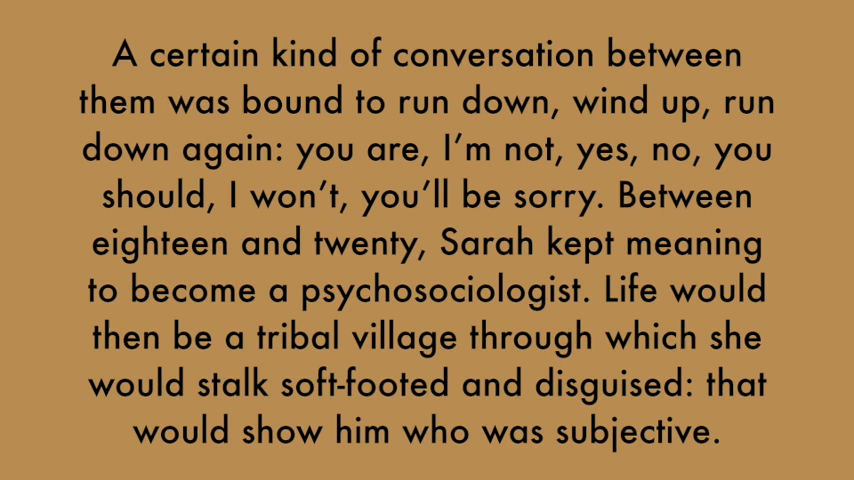 A certain kind of conversation between
them was bound to run down, wind up, run
down again: you are, I’m not, yes, no, you
should, I won’t, you’ll be sorry. Between
eighteen and twenty, Sarah kept meaning
to become a psychosociologist. Life would
then be a tribal village through which she
would stalk soft-footed and disguised: that
would show him who was subjective.